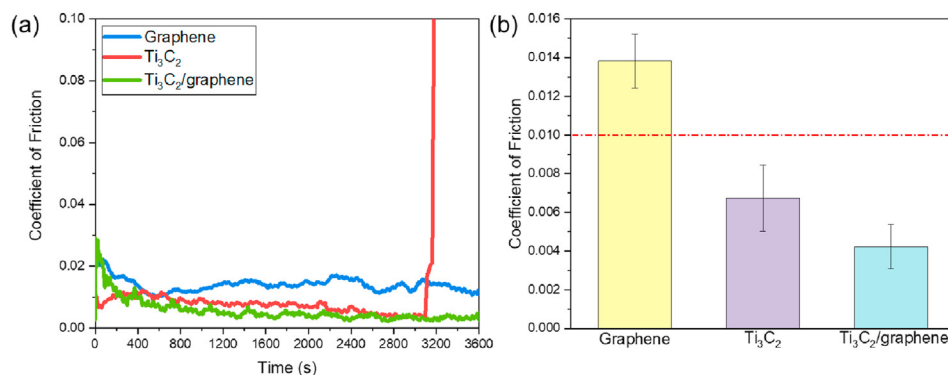 (a)
Coefficient of Friction
0.10
0.08
0.06
0.04
0.02
0.00
Graphene
Ti₃C₂
Ti₃C₂/graphene
0 400 800 1200 1600 2000 2400 2800 3200 3600
Time (s)
(b)
Coefficient of Friction
0.016
0.014
0.012
0.010
0.008
0.006
0.004
0.002
0.000
Graphene Ti₃C₂ Ti₃C₂/graphene